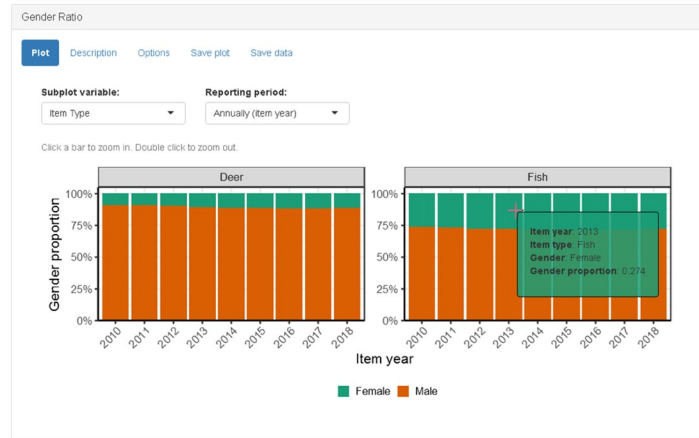 Gender Ratio
Plot Description Options Save plot Save data
Subplot variable: Reporting period:
Item Type Annually (item year)
Click a bar to zoom in. Double click to zoom out.
Deer Fish
Gender proportion
100% 100%
75% 75%
50% 50%
25% 25%
0% 0%
Item year: 2013
Item type: Fish
Gender: Female
Gender proportion: 0.274
2010 2011 2012 2013 2014 2015 2016 2017 2018 2010 2011 2012 2013 2014 2015 2016 2017 2018
Item year
Female Male